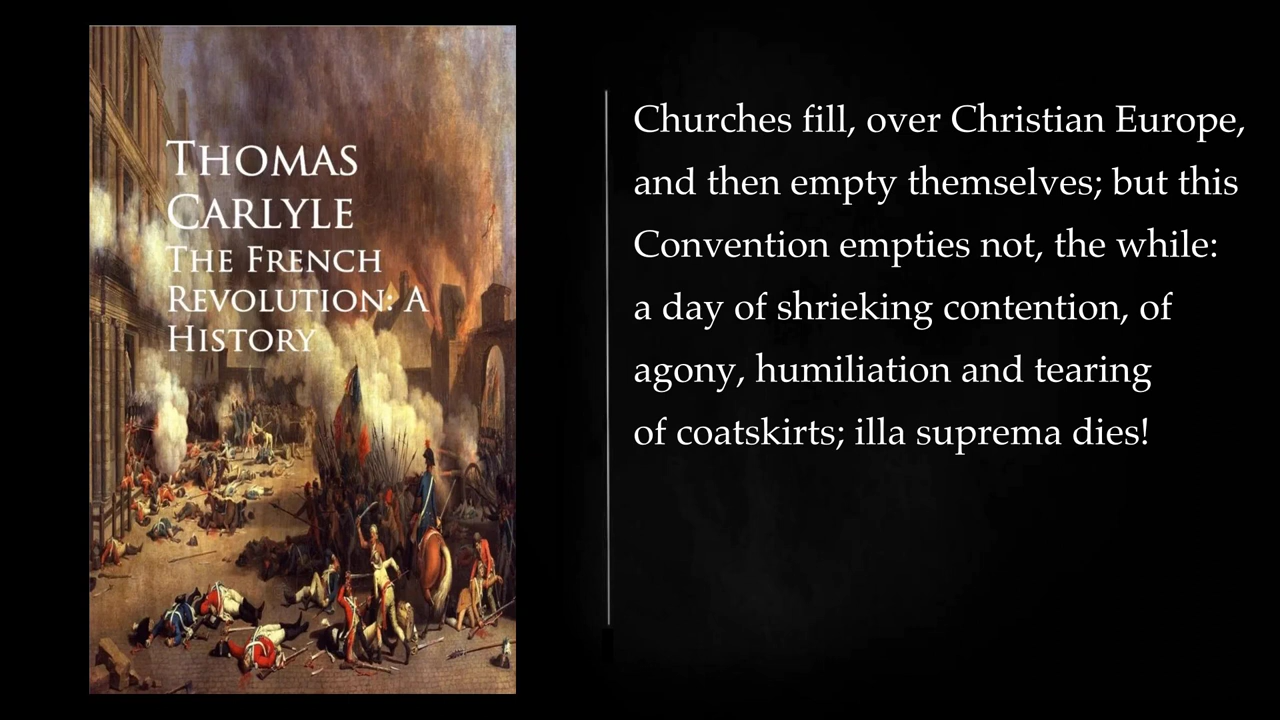 THOMAS
CARLYLE
THE FRENCH
REVOLUTION: A
HISTORY
Churches fill, over Christian Europe,
and then empty themselves; but this
Convention empties not, the while:
a day of shrieking contention, of
agony, humiliation and tearing
of coatskirts; illa suprema dies!